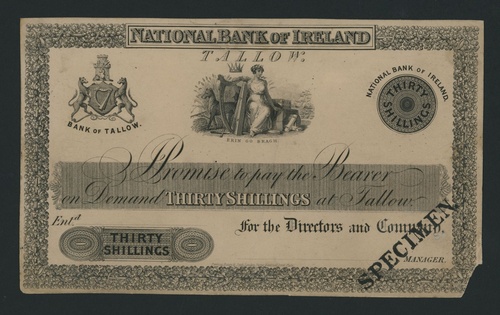 NATIONAL BANK OF IRELAND
TALLOW.
BANK OF TALLOW.
ERIN GO BRAGH
NATIONAL BANK OF IRELAND.
THIRTY
SHILLINGS
I Promise to pay the Bearer
on Demand THIRTY SHILLINGS at Tallow.
Entd
For the Directors and Company.
THIRTY
SHILLINGS
SPECIMEN
MANAGER.